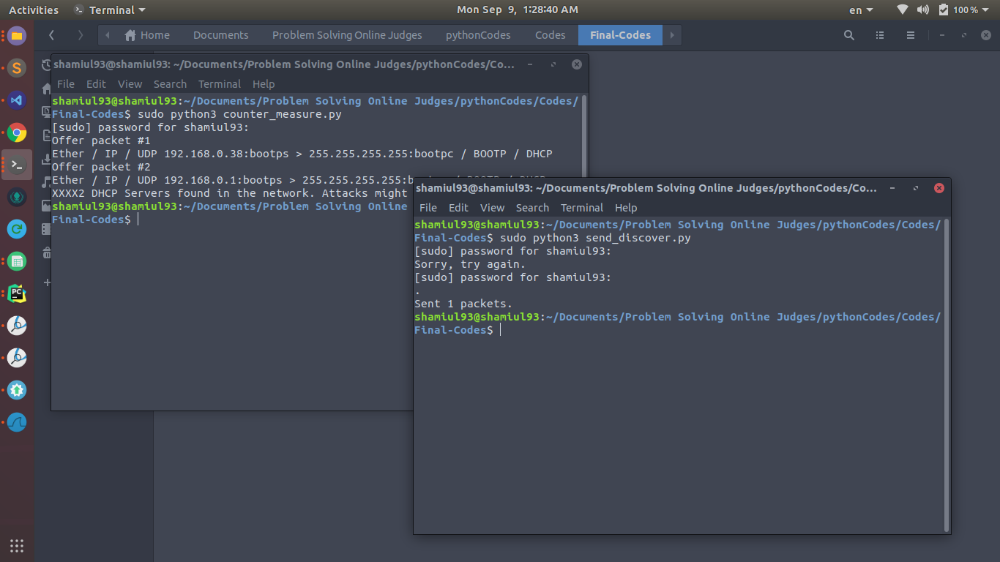 Activities
Terminal
Mon Sep 9, 1:28:40 AM
en
100 %
Home
Documents
Problem Solving Online Judges
pythonCodes
Codes
Final-Codes
shamiul93@shamiul93: ~/Documents/Problem Solving Online Judges/pythonCodes/Co...
File Edit View Search Terminal Help
shamiul93@shamiul93:~/Documents/Problem Solving Online Judges/pythonCodes/Codes/
Final-Codes$ sudo python3 counter_measure.py
[sudo] password for shamiul93:
Offer packet #1
Ether / IP / UDP 192.168.0.38:bootps > 255.255.255.255:bootpc / BOOTP / DHCP
Offer packet #2
Ether / IP / UDP 192.168.0.1:bootps > 255.255.255.255:
XXXX2 DHCP Servers found in the network. Attacks might
shamiul93@shamiul93:~/Documents/Problem Solving Online
Final-Codes$
shamiul93@shamiul93: ~/Documents/Problem Solving Online Judges/pythonCodes/Co...
File Edit View Search Terminal Help
shamiul93@shamiul93:~/Documents/Problem Solving Online Judges/pythonCodes/Codes/
Final-Codes$ sudo python3 send_discover.py
[sudo] password for shamiul93:
Sorry, try again.
[sudo] password for shamiul93:
.
Sent 1 packets.
shamiul93@shamiul93:~/Documents/Problem Solving Online Judges/pythonCodes/Codes/
Final-Codes$
S
PC